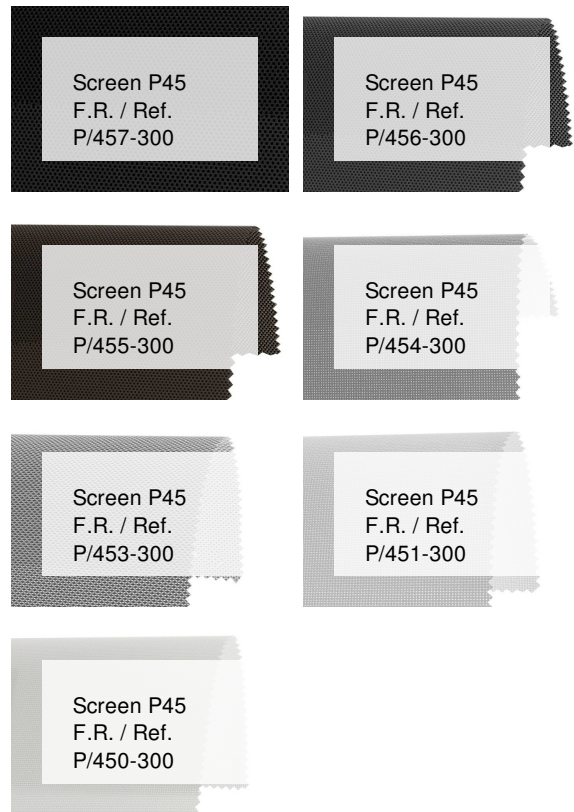 Screen P45
F.R. / Ref.
P/457-300
Screen P45
F.R. / Ref.
P/456-300
Screen P45
F.R. / Ref.
P/455-300
Screen P45
F.R. / Ref.
P/454-300
Screen P45
F.R. / Ref.
P/453-300
Screen P45
F.R. / Ref.
P/451-300
Screen P45
F.R. / Ref.
P/450-300